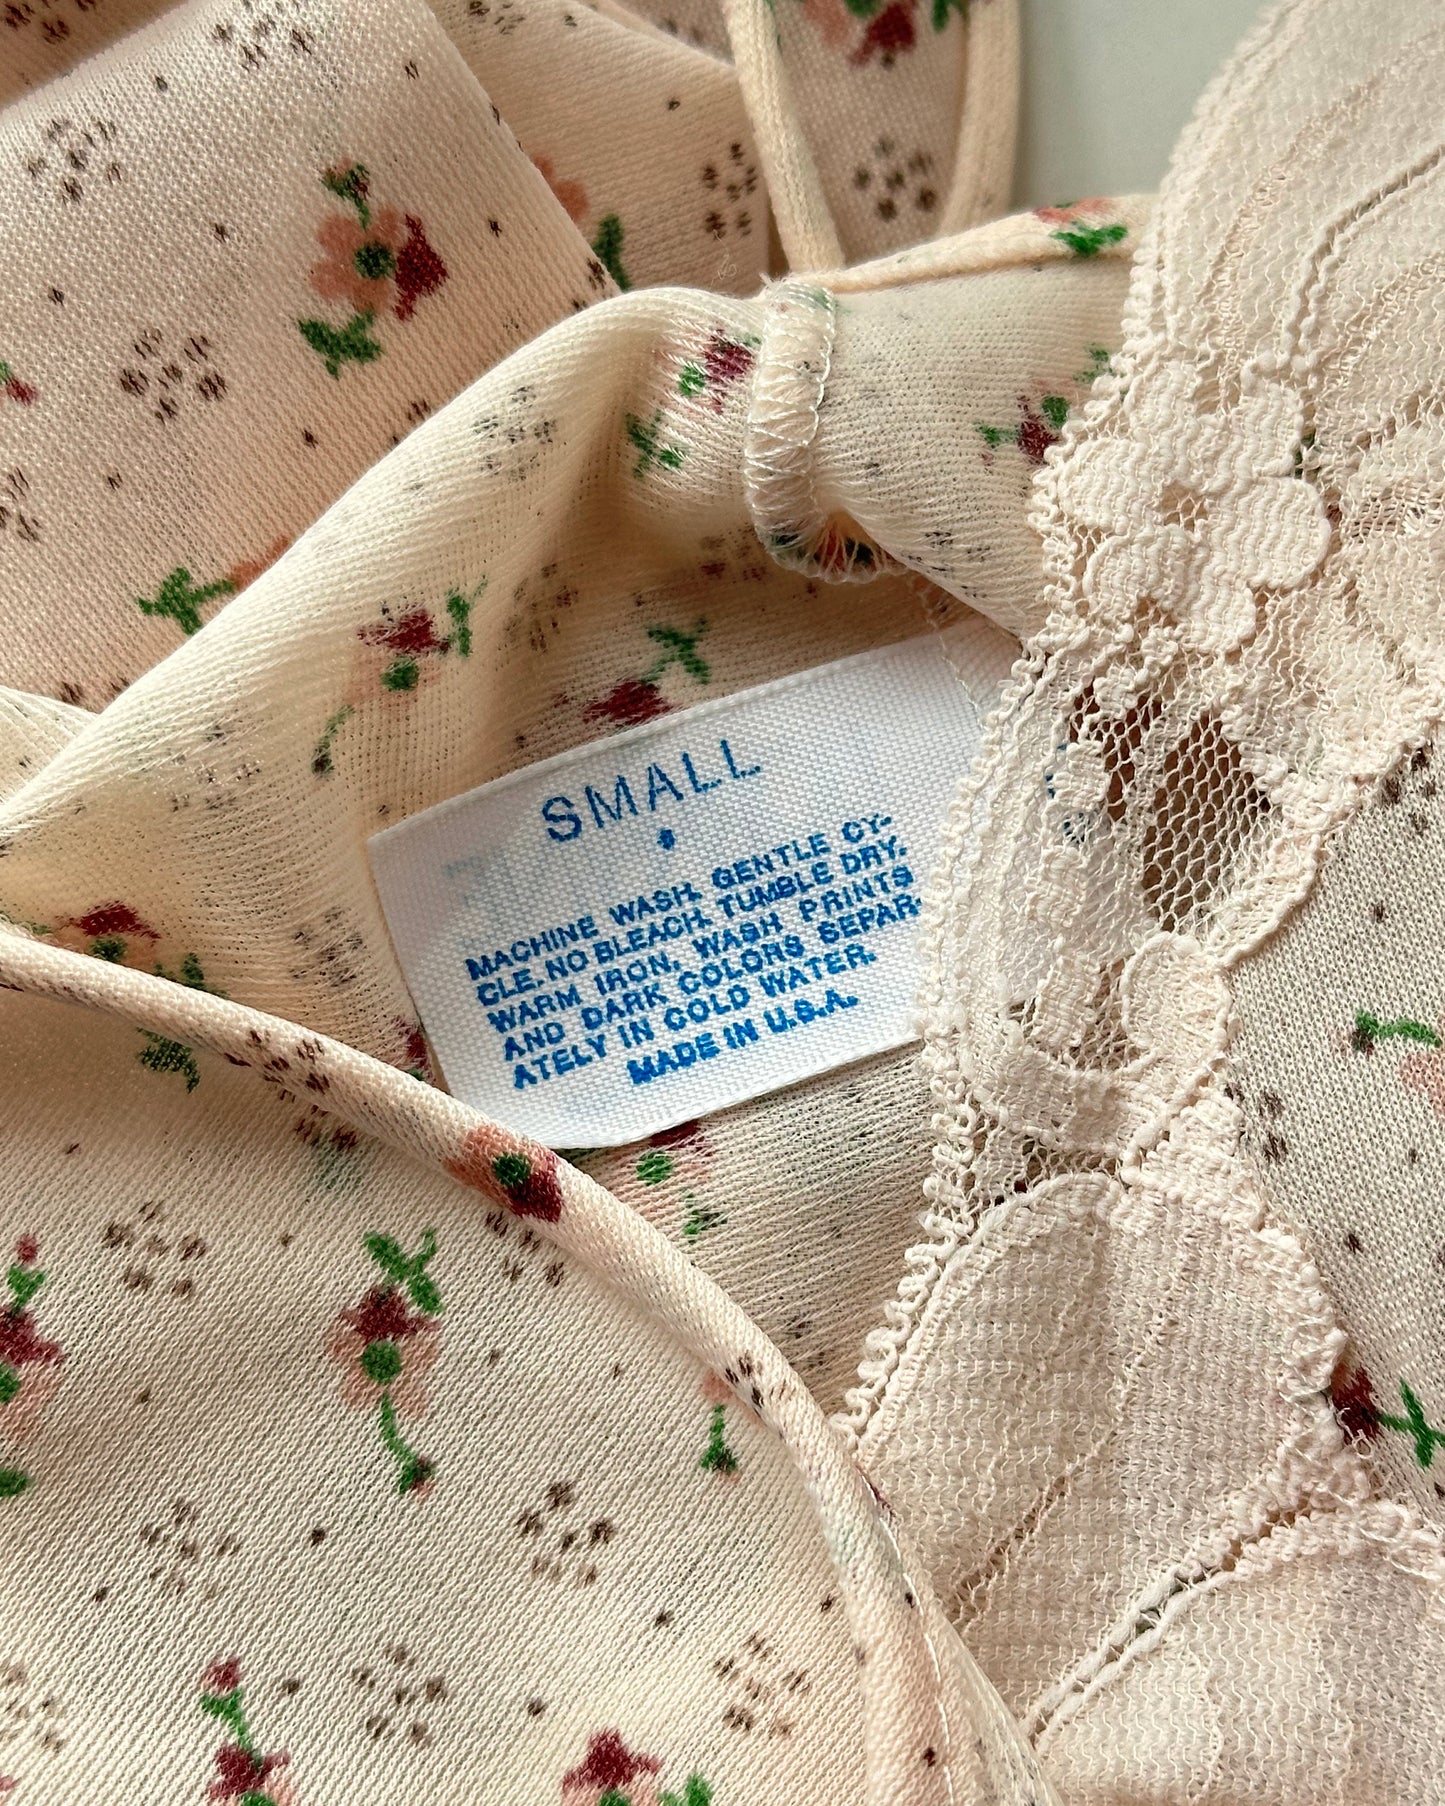 SMALL
MACHINE WASH, GENTLE CY-
CLE. NO BLEACH. TUMBLE DRY.
WARM IRON. WASH PRINTS
AND DARK COLORS SEPAR-
ATELY IN COLD WATER.
MADE IN U.S.A.